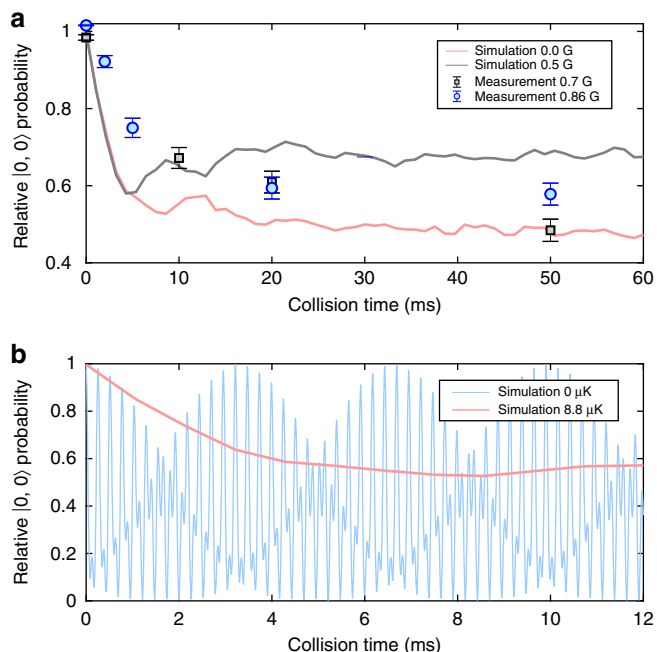 a
Relative |0, 0⟩ probability
1
0.8
0.6
0.4
Simulation 0.0 G
Simulation 0.5 G
Measurement 0.7 G
Measurement 0.86 G
0
10
20
30
40
50
60
Collision time (ms)
b
Relative |0, 0⟩ probability
1
0.8
0.6
0.4
0.2
0
Simulation 0 μK
Simulation 8.8 μK
0
2
4
6
8
10
12
Collision time (ms)